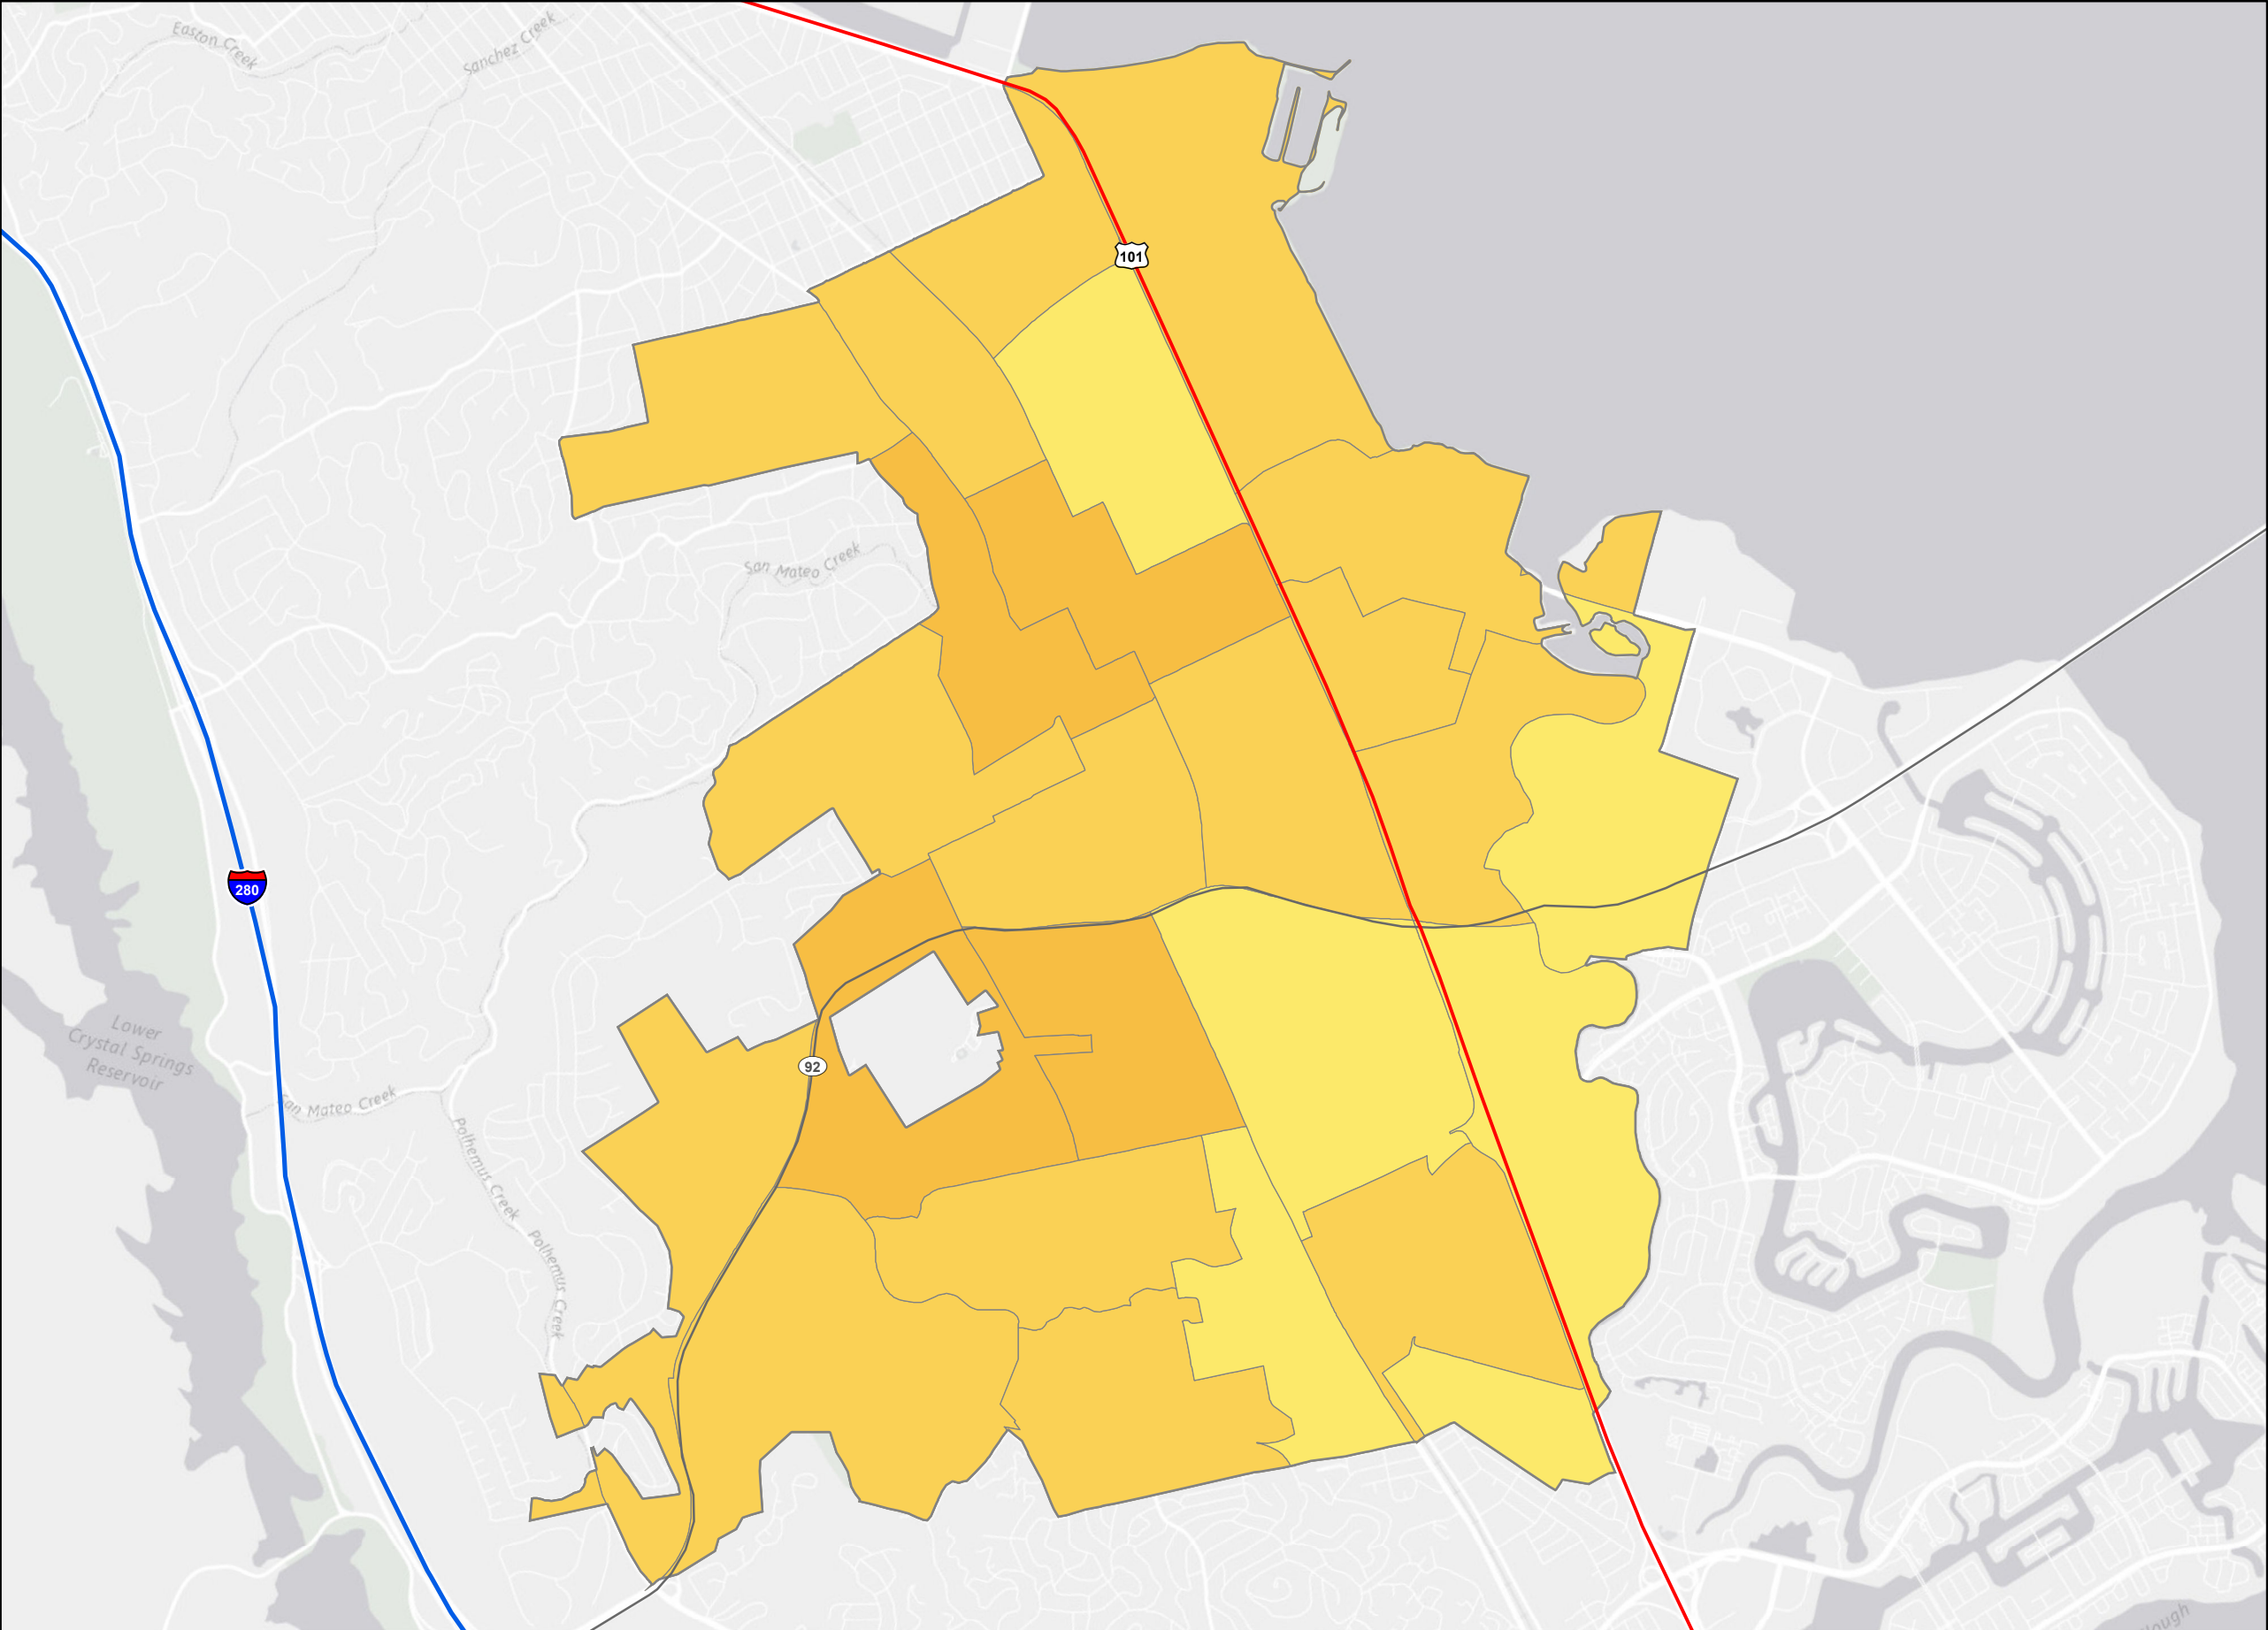 Easton Creek
Sanchez Creek
101
San Mateo Creek
280
Lower
Crystal Springs
Reservoir
92
San Mateo Creek
Polhemus Creek
Polhemus Creek